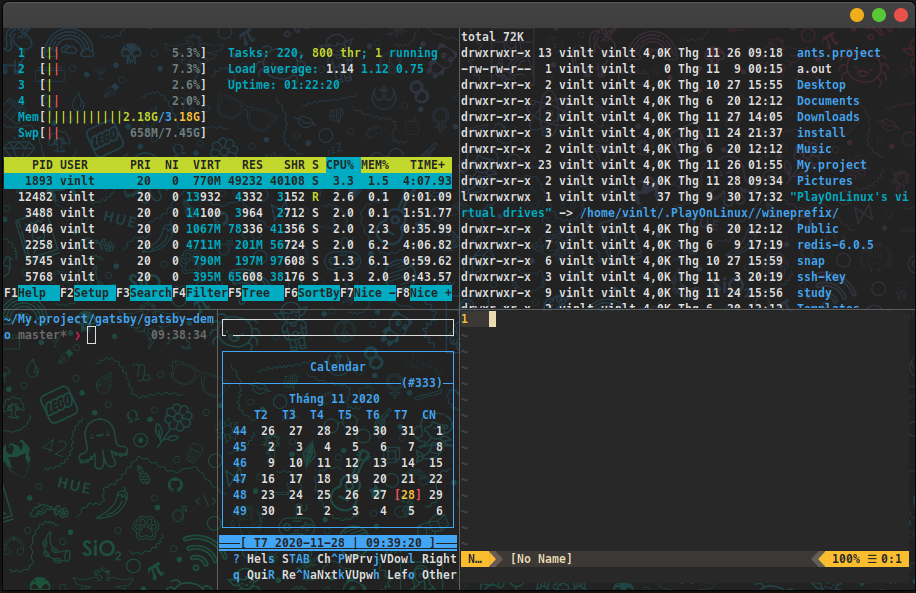 1 [|| 5.3%] Tasks: 220, 800 thr; 1 running
2 [|| 7.3%] Load average: 1.14 1.12 0.75
3 [| 2.6%] Uptime: 01:22:20
4 [|| 2.0%]
Mem[|||||||||||2.18G/3.18G]
Swp[|| 658M/7.45G]
PID USER PRI NI VIRT RES SHR S CPU% MEM% TIME+
1893 vinlt 20 0 770M 49232 40108 S 3.3 1.5 4:07.93
12482 vinlt 20 0 13932 4332 3152 R 2.6 0.1 0:01.09
3488 vinlt 20 0 14100 3964 2712 S 2.0 0.1 1:51.77
4046 vinlt 20 0 1067M 78336 41356 S 2.0 2.3 0:35.99
2258 vinlt 20 0 4711M 201M 56724 S 2.0 6.2 4:06.82
5745 vinlt 20 0 790M 197M 97608 S 1.3 6.1 0:59.62
5768 vinlt 20 0 395M 65608 38176 S 1.3 2.0 0:43.57
F1Help F2Setup F3SearchF4FilterF5Tree F6SortByF7Nice -F8Nice +
total 72K
drwxrwxr-x 13 vinlt vinlt 4,0K Thg 11 26 09:18 ants.project
-rw-rw-r-- 1 vinlt vinlt 0 Thg 11 9 00:15 a.out
drwxr-xr-x 2 vinlt vinlt 4,0K Thg 10 27 15:55 Desktop
drwxr-xr-x 2 vinlt vinlt 4,0K Thg 6 20 12:12 Documents
drwxr-xr-x 2 vinlt vinlt 4,0K Thg 11 27 14:05 Downloads
drwxrwxr-x 3 vinlt vinlt 4,0K Thg 11 24 21:37 install
drwxr-xr-x 2 vinlt vinlt 4,0K Thg 6 20 12:12 Music
drwxrwxr-x 23 vinlt vinlt 4,0K Thg 11 26 01:55 My.project
drwxr-xr-x 2 vinlt vinlt 4,0K Thg 11 28 09:34 Pictures
lrwxrwxrwx 1 vinlt vinlt 37 Thg 9 30 17:32 "PlayOnLinux's vi
rtual drives" -> /home/vinlt/.PlayOnLinux//wineprefix/
drwxr-xr-x 2 vinlt vinlt 4,0K Thg 6 20 12:12 Public
drwxrwxr-x 7 vinlt vinlt 4,0K Thg 6 9 17:19 redis-6.0.5
drwxr-xr-x 6 vinlt vinlt 4,0K Thg 10 27 15:59 snap
drwxrwxr-x 3 vinlt vinlt 4,0K Thg 11 3 20:19 ssh-key
drwxrwxr-x 9 vinlt vinlt 4,0K Thg 11 24 15:56 study
drwxr-xr-x 2 vinlt vinlt 4,0K Thg 6 20 12:12 Templates
~/My.project/gatsby/gatsby-dem
o master* ❯ 09:38:34
Calendar
(#333)
Tháng 11 2020
T2 T3 T4 T5 T6 T7 CN
44 26 27 28 29 30 31 1
45 2 3 4 5 6 7 8
46 9 10 11 12 13 14 15
47 16 17 18 19 20 21 22
48 23 24 25 26 27 [28] 29
49 30 1 2 3 4 5 6
[ T7 2020-11-28 | 09:39:20 ]
? Hels STAB Ch^PWPrvjVDowl Right
q QuiR Re^NaNxtkVUpwh Lefo Other
1
~
~
~
~
~
~
~
~
~
~
~
~
~
~
N… [No Name] 100% ☰ 0:1
HUE
LEGO
HUE
SiO2